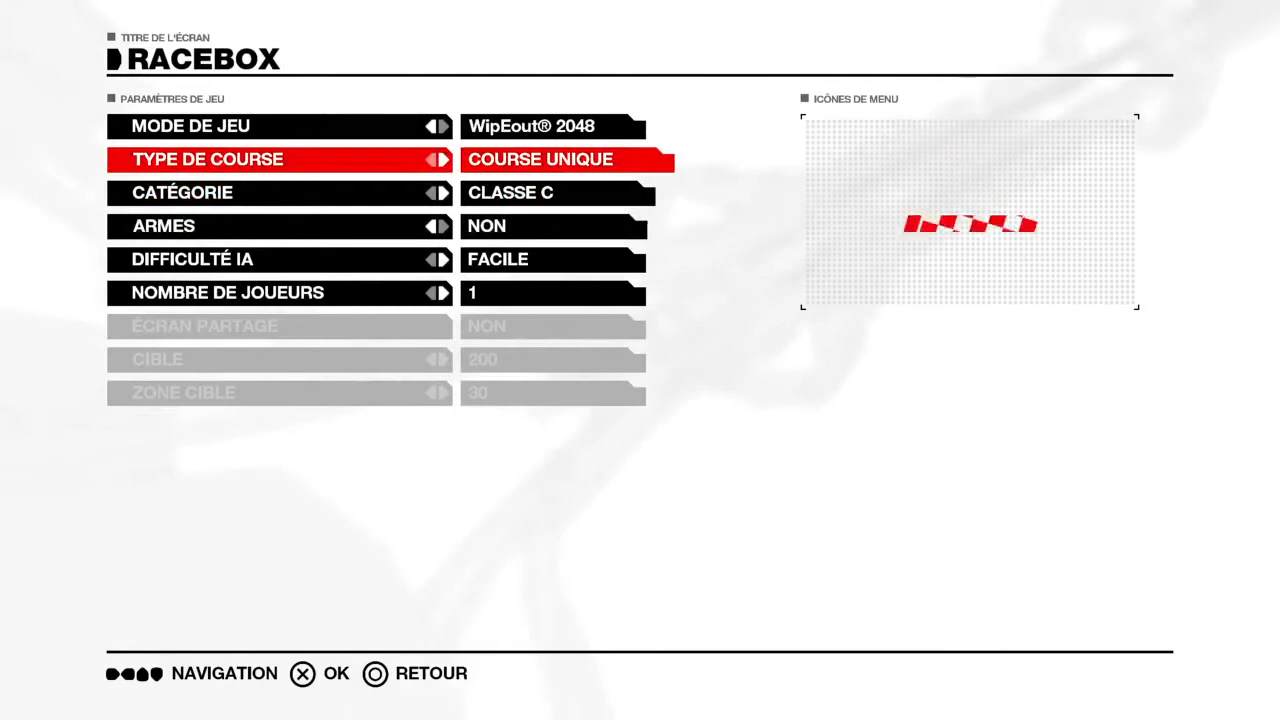 TITRE DE L'ÉCRAN
RACEBOX
PARAMÈTRES DE JEU
ICÔNES DE MENU
MODE DE JEU WipEout® 2048
TYPE DE COURSE COURSE UNIQUE
CATÉGORIE CLASSE C
ARMES NON
DIFFICULTÉ IA FACILE
NOMBRE DE JOUEURS 1
ÉCRAN PARTAGE NON
CIBLE 200
ZONE CIBLE 30
NAVIGATION OK RETOUR